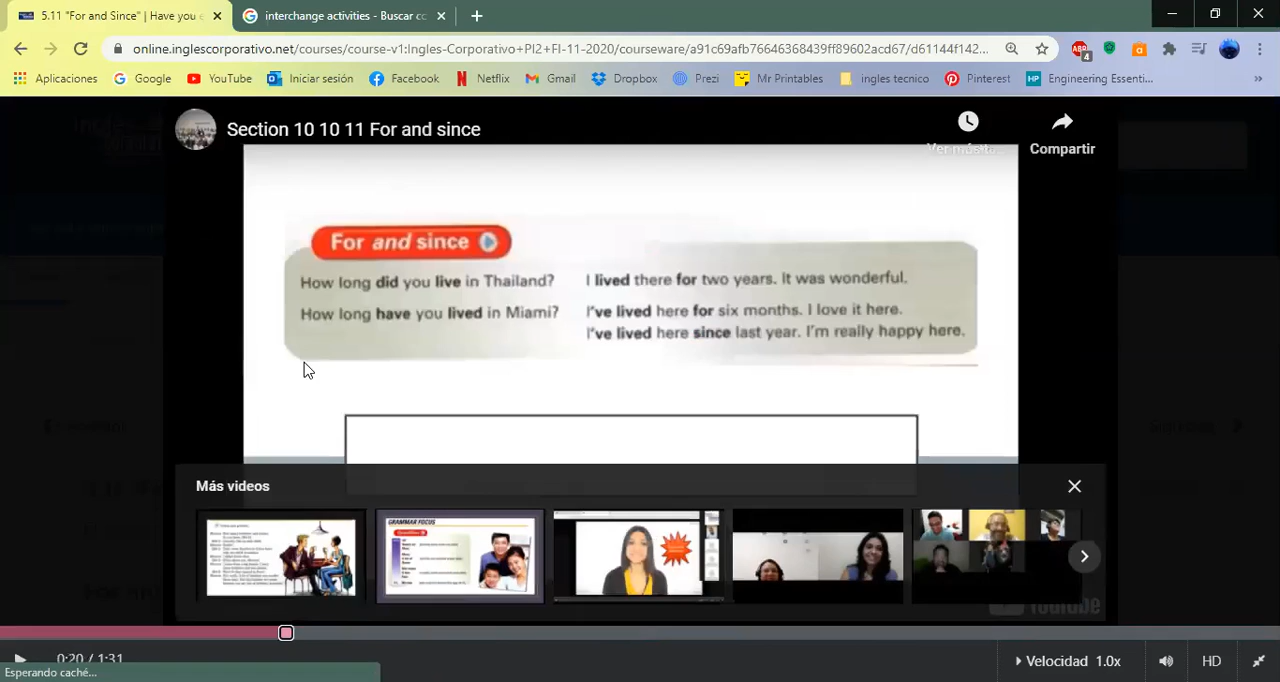 5.11 "For and Since" | Have you
interchange activities - Buscar co
online.inglescorporativo.net/courses/course-v1:Ingles-Corporativo+PI2+FI-11-2020/courseware/a91c69afb76646368439ff89602acd67/d61144f142...
Aplicaciones Google YouTube Iniciar sesión Facebook Netflix Gmail Dropbox Prezi Mr Printables ingles tecnico Pinterest Engineering Essenti... »
ABP
4
Section 10 10 11 For and since
Compartir
For and since
How long did you live in Thailand? I lived there for two years. It was wonderful.
How long have you lived in Miami? I've lived here for six months. I love it here.
I've lived here since last year. I'm really happy here.
Más videos
GRAMMAR FOCUS
YouTube
0:20 / 1:31
Velocidad 1.0x
HD
Esperando caché...